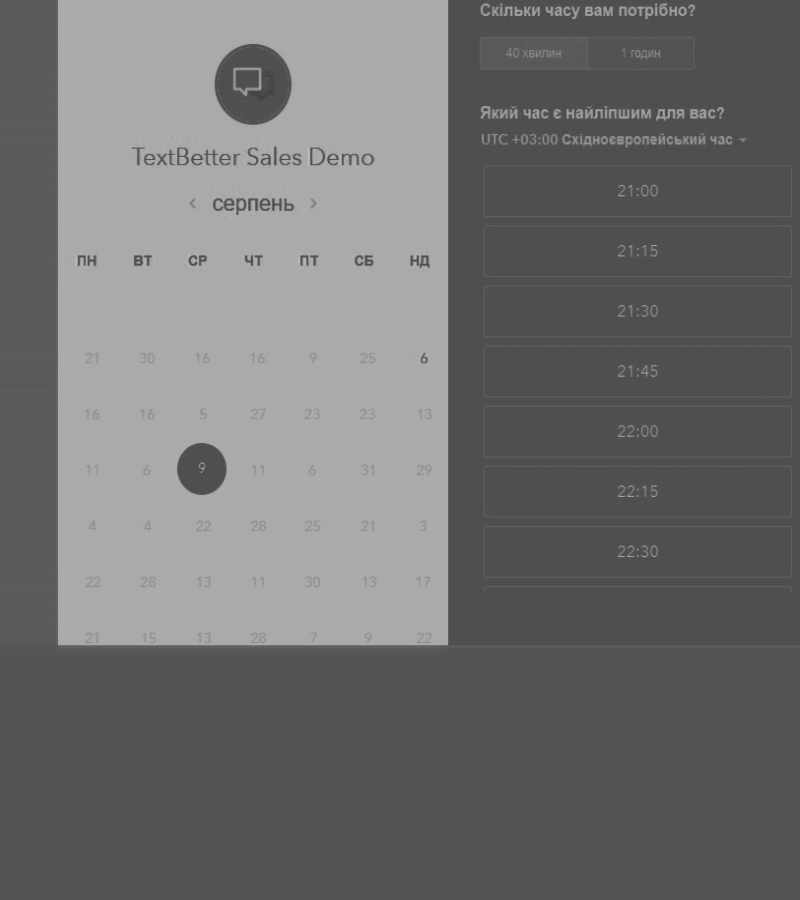 TextBetter Sales Demo
‹ серпень ›
ПН ВТ СР ЧТ ПТ СБ НД
21 30 16 16 9 25 6
16 16 5 27 23 23 13
11 6 9 11 6 31 29
4 4 22 28 25 21 3
22 28 13 11 30 13 17
21 15 13 28 7 9 22
Скільки часу вам потрібно?
40 хвилин 1 годин
Який час є найліпшим для вас?
UTC +03:00 Східноєвропейський час
21:00
21:15
21:30
21:45
22:00
22:15
22:30